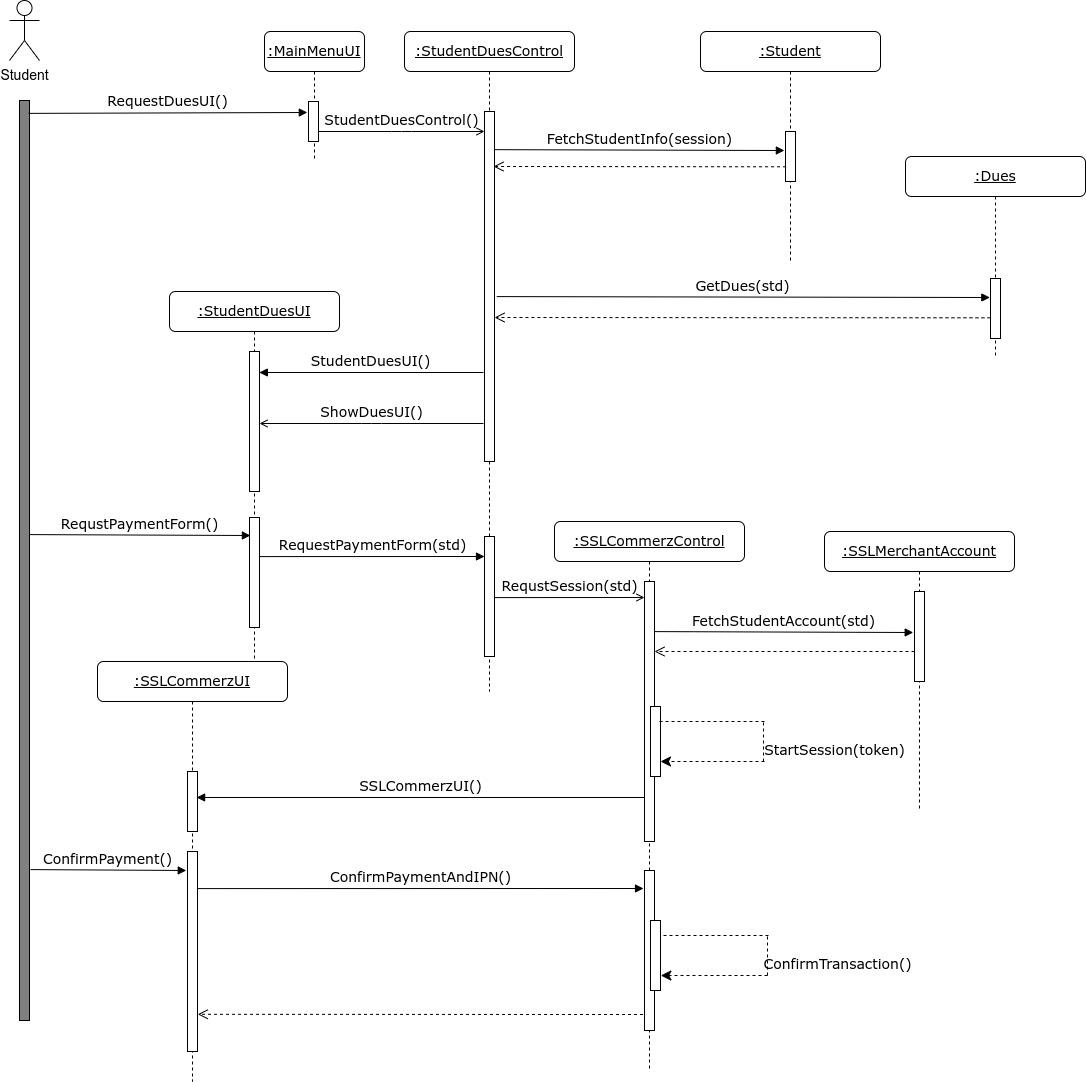 Student
:MainMenuUI
:StudentDuesControl
:Student
RequestDuesUI()
StudentDuesControl()
FetchStudentInfo(session)
:Dues
GetDues(std)
:StudentDuesUI
StudentDuesUI()
ShowDuesUI()
RequstPaymentForm()
RequestPaymentForm(std)
:SSLCommerzControl
:SSLMerchantAccount
RequstSession(std)
FetchStudentAccount(std)
:SSLCommerzUI
StartSession(token)
SSLCommerzUI()
ConfirmPayment()
ConfirmPaymentAndIPN()
ConfirmTransaction()